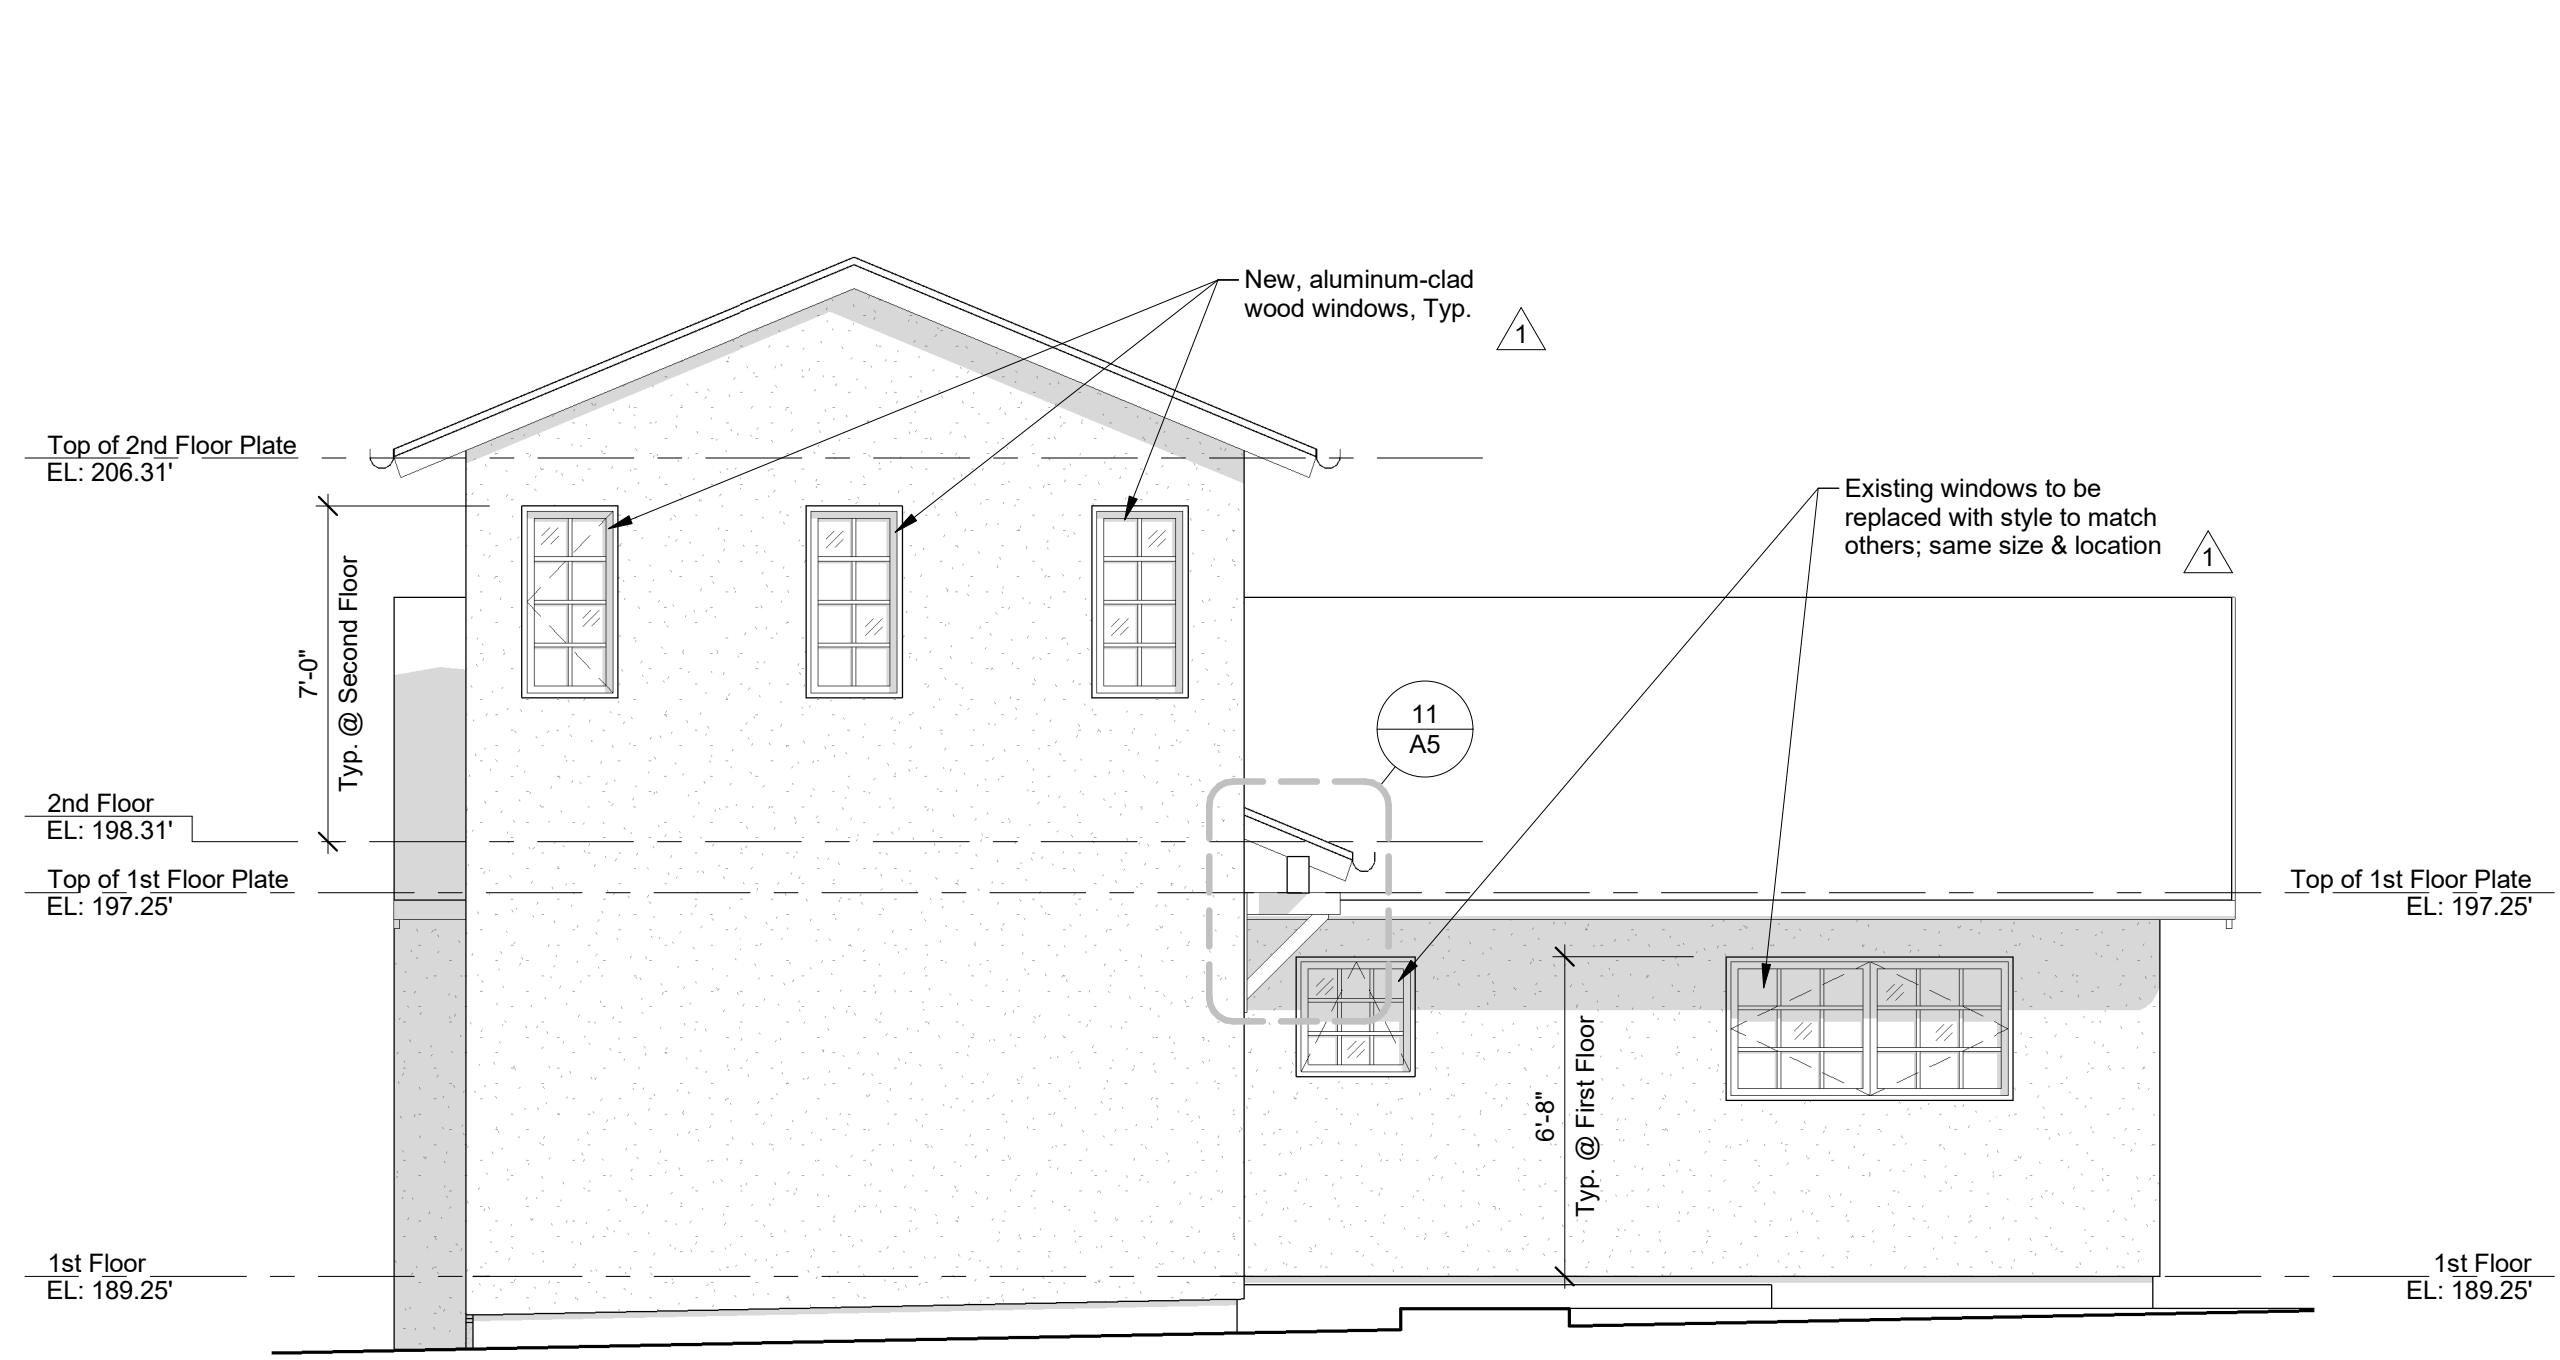 New, aluminum-clad
wood windows, Typ.
1
Top of 2nd Floor Plate
EL: 206.31'
Existing windows to be
replaced with style to match
others; same size & location
1
7'-0"
Typ. @ Second Floor
11
A5
2nd Floor
EL: 198.31'
Top of 1st Floor Plate
EL: 197.25'
Top of 1st Floor Plate
EL: 197.25'
6'-8"
Typ. @ First Floor
1st Floor
EL: 189.25'
1st Floor
EL: 189.25'